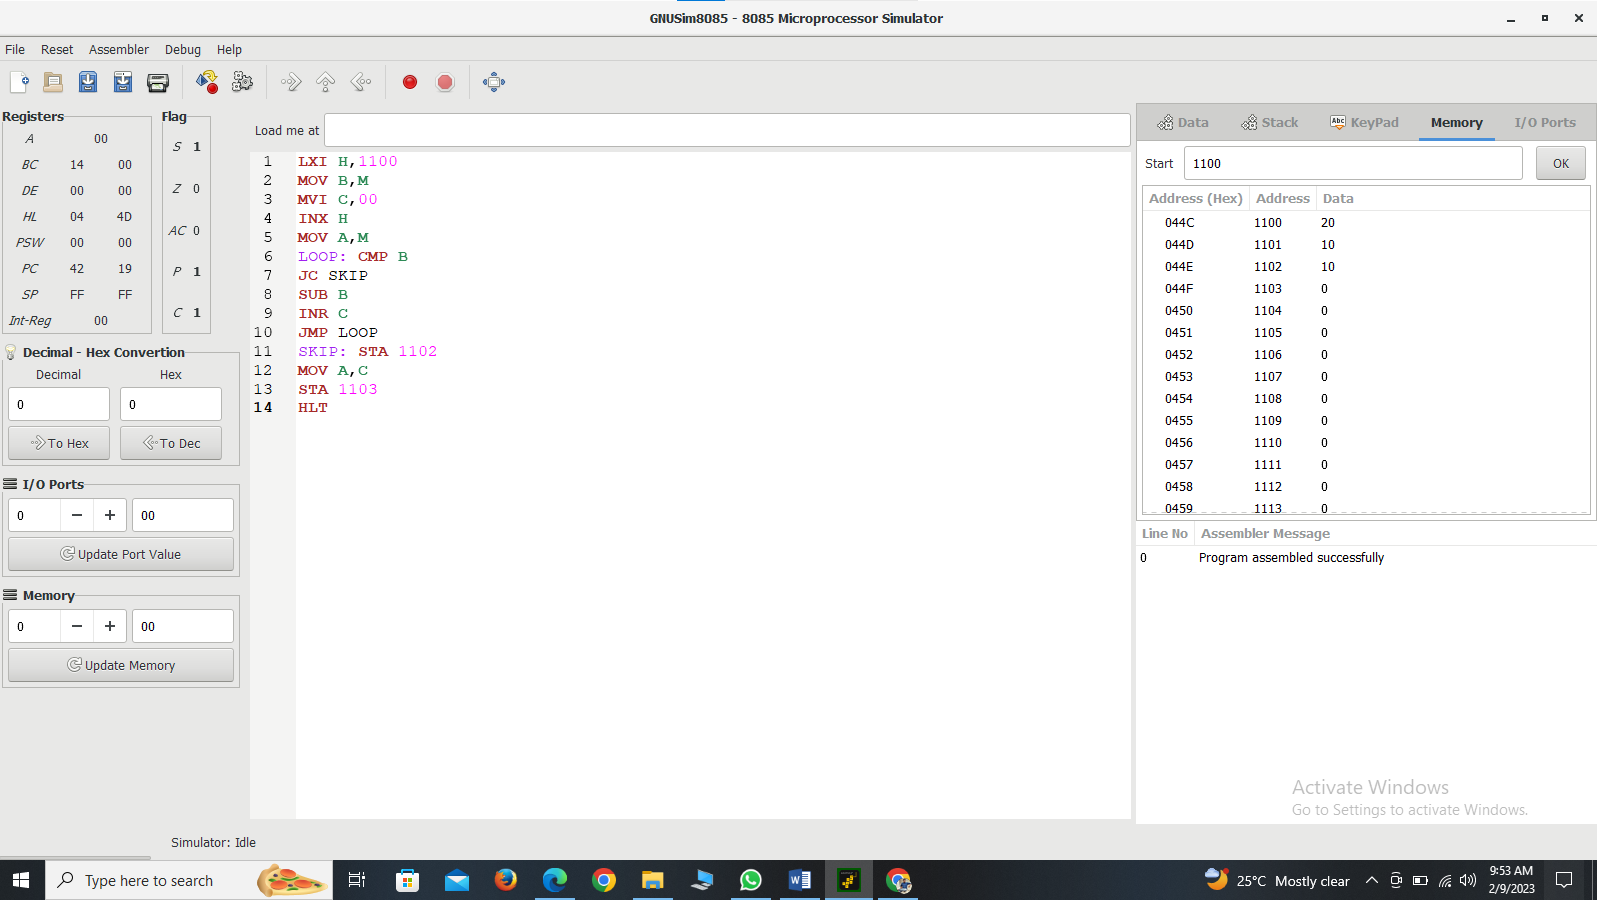 GNUSim8085 - 8085 Microprocessor Simulator
File Reset Assembler Debug Help
Registers
A 00
BC 14 00
DE 00 00
HL 04 4D
PSW 00 00
PC 42 19
SP FF FF
Int-Reg 00
Flag
S 1
Z 0
AC 0
P 1
C 1
Decimal - Hex Convertion
Decimal Hex
0 0
To Hex To Dec
I/O Ports
0 − + 00
Update Port Value
Memory
0 − + 00
Update Memory
Load me at
1 LXI H,1100
2 MOV B,M
3 MVI C,00
4 INX H
5 MOV A,M
6 LOOP: CMP B
7 JC SKIP
8 SUB B
9 INR C
10 JMP LOOP
11 SKIP: STA 1102
12 MOV A,C
13 STA 1103
14 HLT
Data Stack Abc KeyPad Memory I/O Ports
Start 1100 OK
Address (Hex) Address Data
044C 1100 20
044D 1101 10
044E 1102 10
044F 1103 0
0450 1104 0
0451 1105 0
0452 1106 0
0453 1107 0
0454 1108 0
0455 1109 0
0456 1110 0
0457 1111 0
0458 1112 0
0459 1113 0
Line No Assembler Message
0 Program assembled successfully
Activate Windows
Go to Settings to activate Windows.
Simulator: Idle
Type here to search
25°C Mostly clear
9:53 AM
2/9/2023